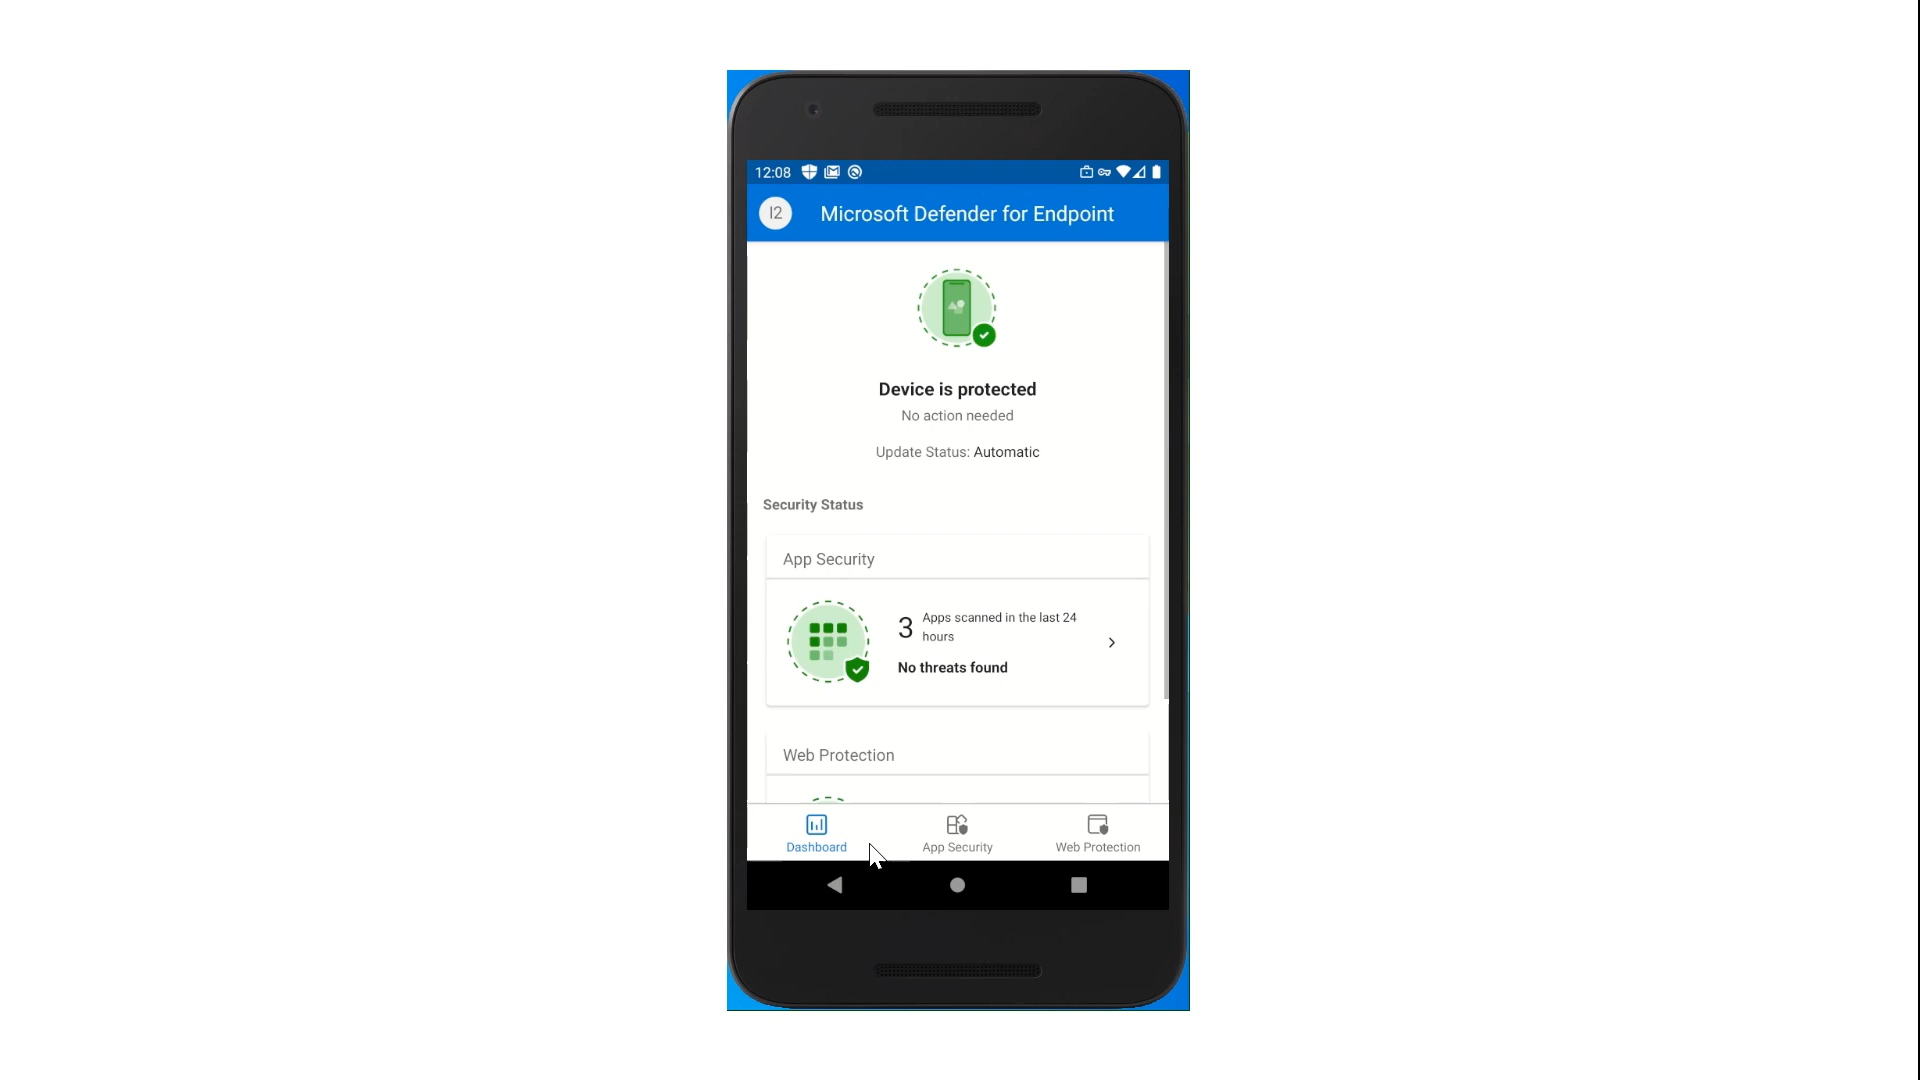 12:08
I2
Microsoft Defender for Endpoint
Device is protected
No action needed
Update Status: Automatic
Security Status
App Security
3 Apps scanned in the last 24
hours
No threats found
Web Protection
Dashboard
App Security
Web Protection